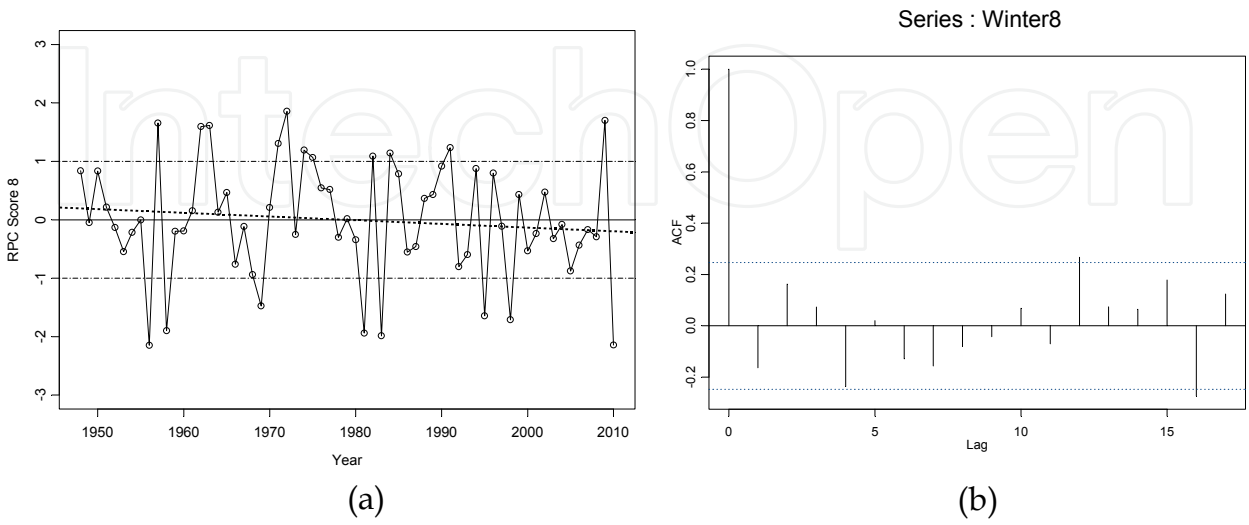 Series : Winter8
IntechOpen
3
2
1
0
-1
-2
-3
RPC Score 8
1950 1960 1970 1980 1990 2000 2010
Year
(a)
1.0
0.8
0.6
0.4
0.2
0.0
-0.2
ACF
0 5 10 15
Lag
(b)